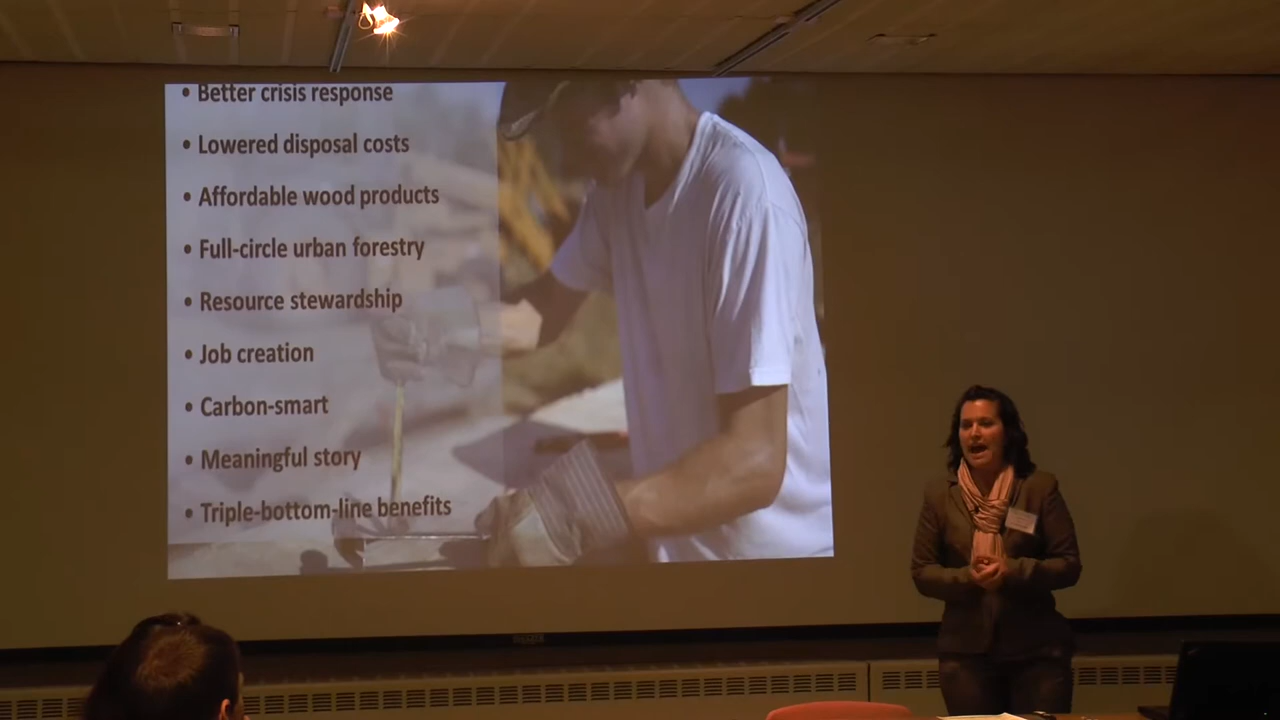 • Better crisis response
• Lowered disposal costs
• Affordable wood products
• Full-circle urban forestry
• Resource stewardship
• Job creation
• Carbon-smart
• Meaningful story
• Triple-bottom-line benefits